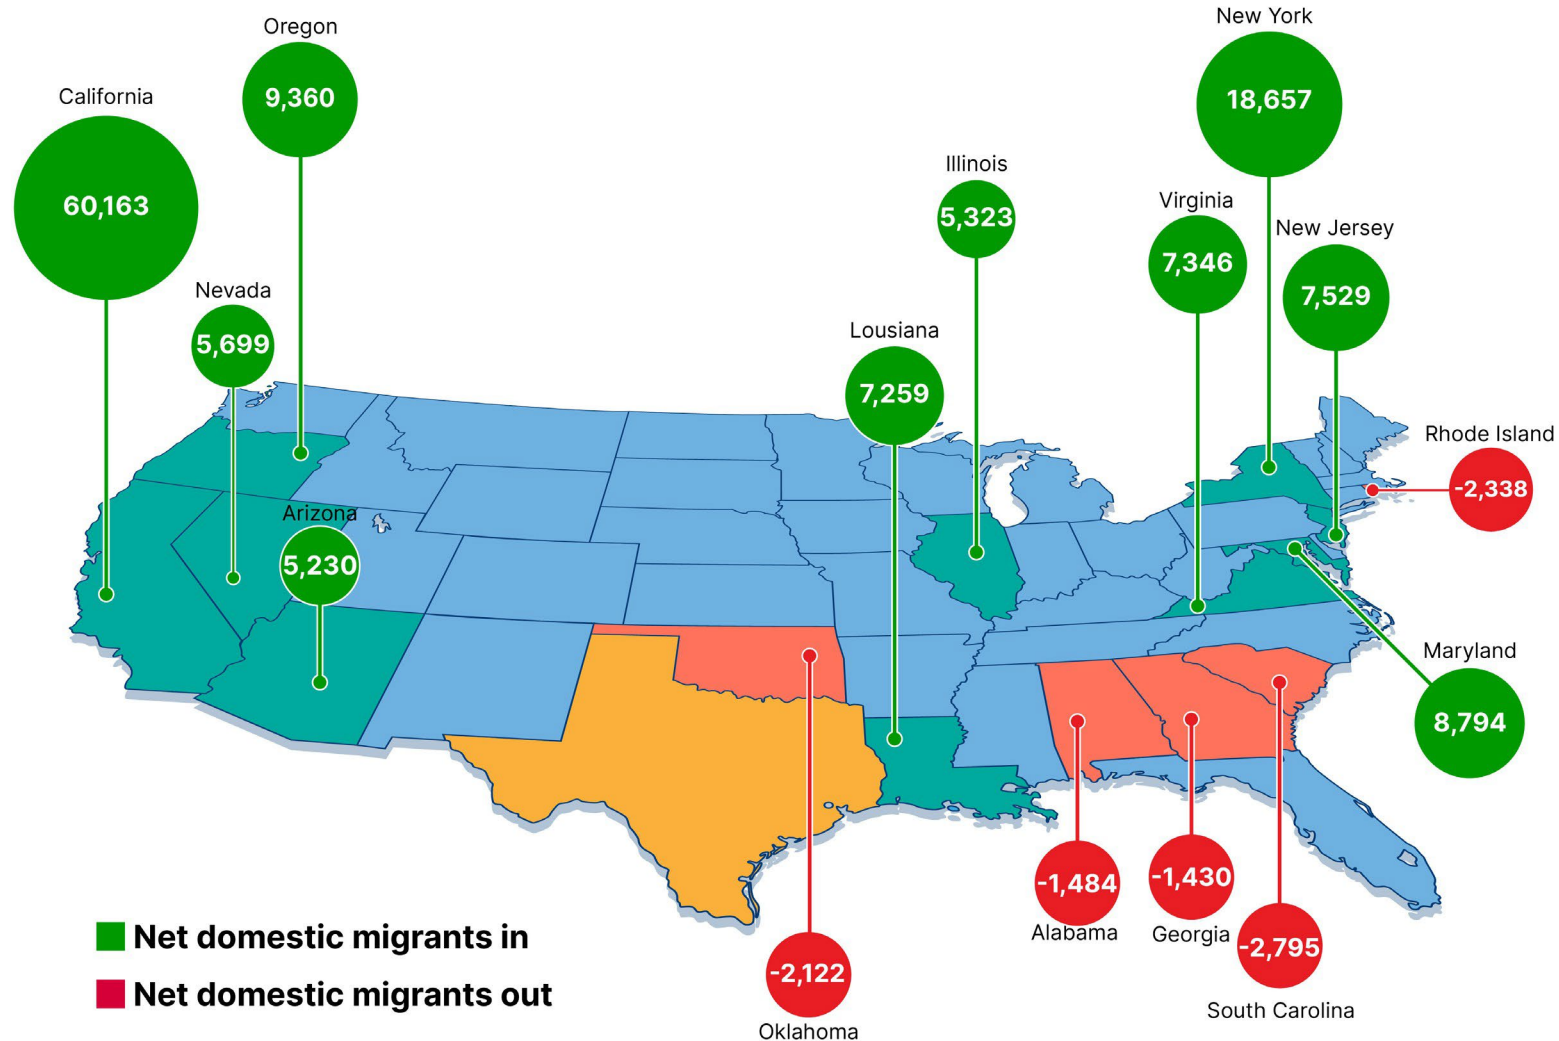 Oregon
9,360
New York
18,657
California
60,163
Illinois
5,323
Virginia
7,346
New Jersey
7,529
Nevada
5,699
Lousiana
7,259
Rhode Island
-2,338
Arizona
5,230
Maryland
8,794
-1,484
Alabama
-1,430
Georgia
-2,795
South Carolina
-2,122
Oklahoma
Net domestic migrants in
Net domestic migrants out